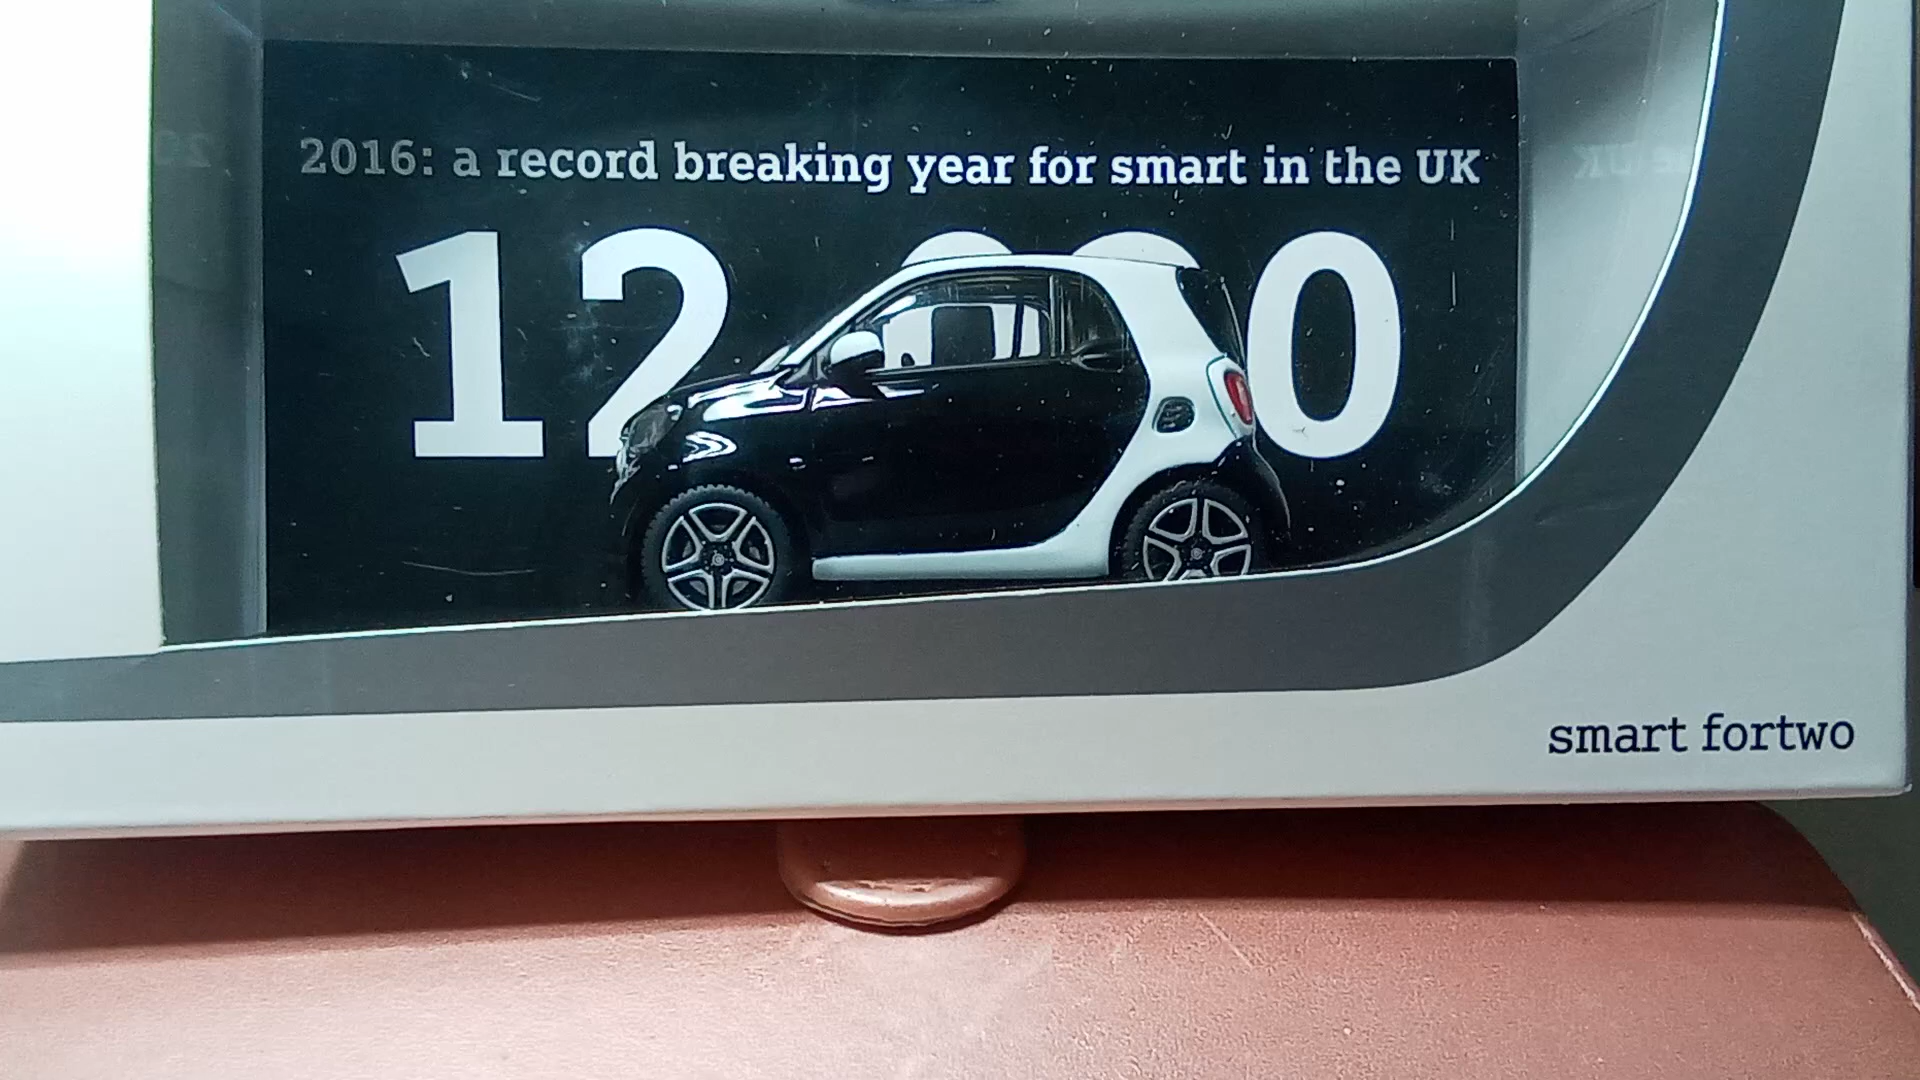 2016: a record breaking year for smart in the UK
12 0
smart fortwo